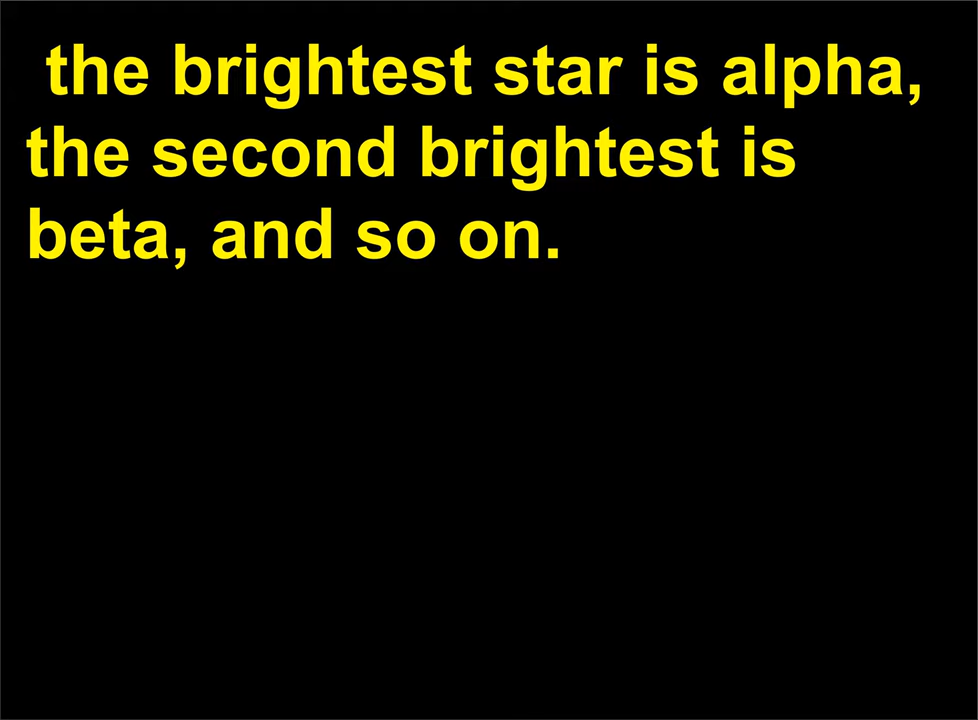 the brightest star is alpha,
the second brightest is
beta, and so on.